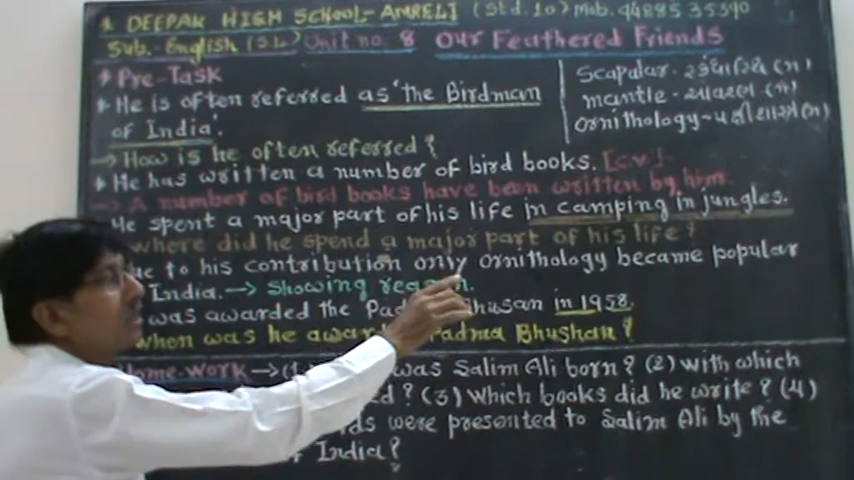 * DEEPAK HIGH SCHOOL-AMRELI (Std. 10) Mob. 94885 35390
Sub.-English (S.L) Unit no. 8 Our Feathered Friends
Pre-Task
He is often referred as 'the Birdman
of India'.
→ How is he often referred?
He has written a number of bird books. [C.V.]-
→ A number of bird books have been written by him.
He spent a major part of his life in camping in jungles.
where did he spend a major part of his life?
to his contribution only ornithology became popular
India. → Showing reason.
was awarded the Bhusan in 1958.
When was he Padma Bhushan?
Home-Work → (1) was Salim Ali born? (2) with which
? (3) Which books did he write? (4)
were presented to Salim Ali by the
India?
Scapular - (n)
mantle - આવરણ (n)
Ornithology - (n)